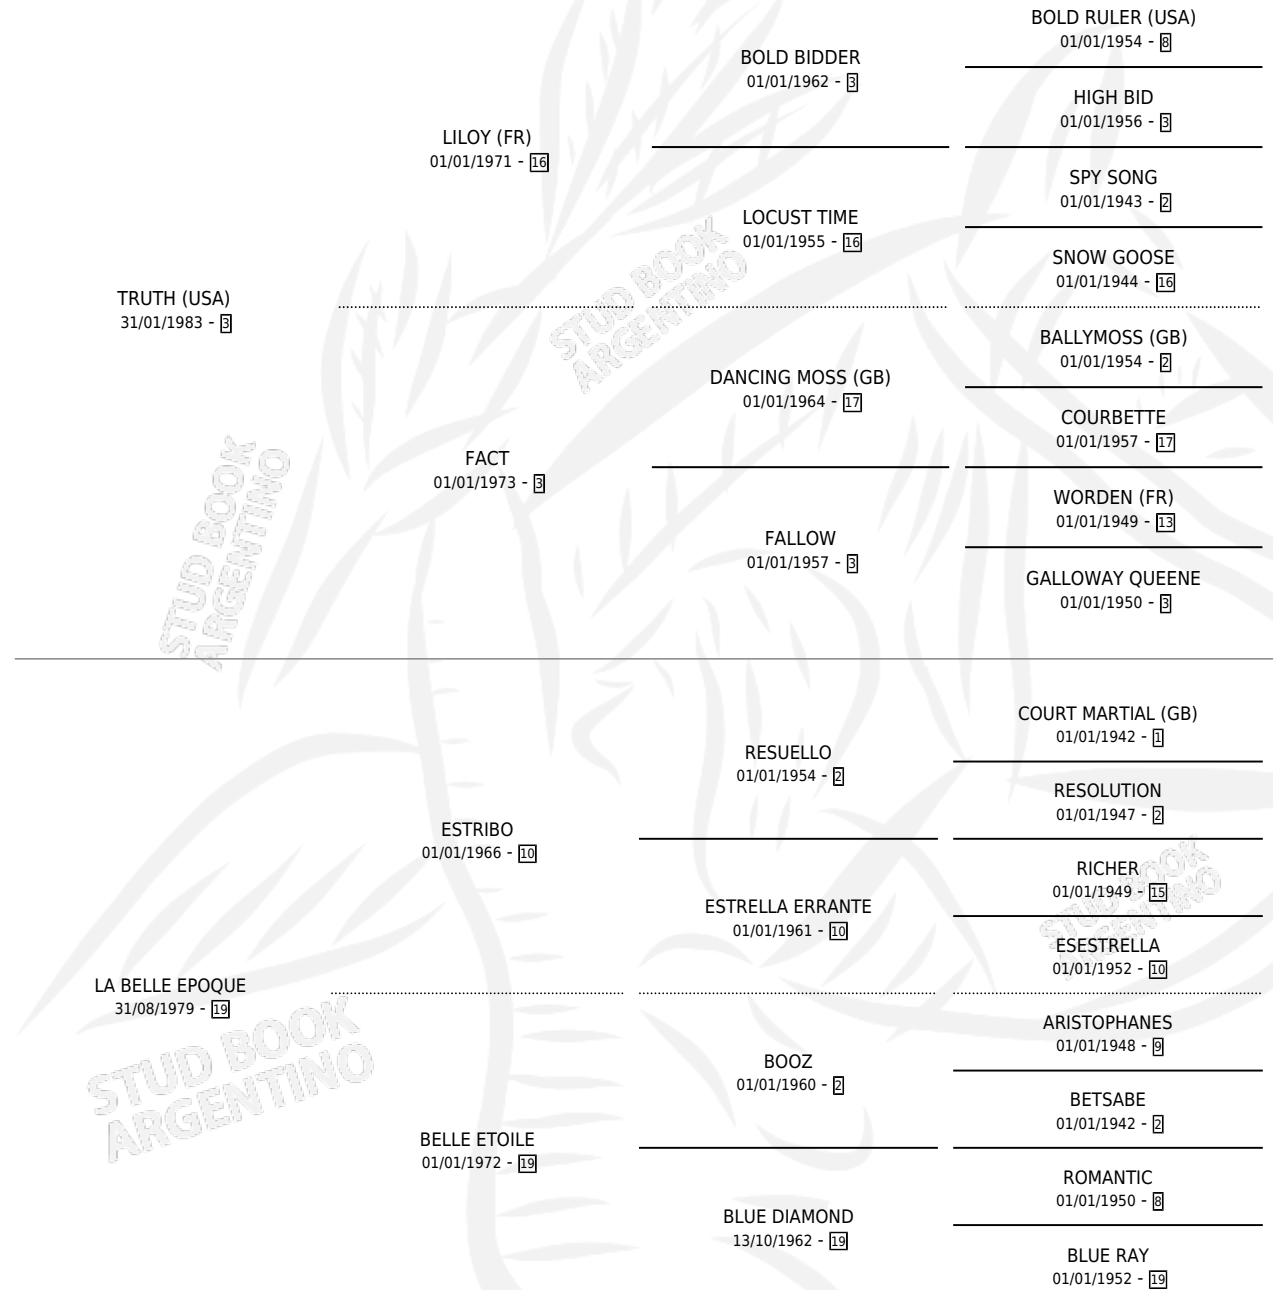 BOLD RULER (USA)
01/01/1954 - 8
BOLD BIDDER
01/01/1962 - 3
HIGH BID
01/01/1956 - 3
LILOY (FR)
01/01/1971 - 16
SPY SONG
01/01/1943 - 2
LOCUST TIME
01/01/1955 - 16
SNOW GOOSE
01/01/1944 - 16
TRUTH (USA)
31/01/1983 - 3
STUD BOOK
ARGENTINO
BALLYMOSS (GB)
01/01/1954 - 2
DANCING MOSS (GB)
01/01/1964 - 17
COURBETTE
01/01/1957 - 17
FACT
01/01/1973 - 3
WORDEN (FR)
01/01/1949 - 13
FALLOW
01/01/1957 - 3
GALLOWAY QUEENE
01/01/1950 - 3
STUD BOOK
ARGENTINO
COURT MARTIAL (GB)
01/01/1942 - 1
RESUELLO
01/01/1954 - 2
RESOLUTION
01/01/1947 - 2
ESTRIBO
01/01/1966 - 10
RICHER
01/01/1949 - 15
ESTRELLA ERRANTE
01/01/1961 - 10
STUD BOOK
ARGENTINO
ESESTRELLA
01/01/1952 - 10
LA BELLE EPOQUE
31/08/1979 - 19
STUD BOOK
ARGENTINO
ARISTOPHANES
01/01/1948 - 9
BOOZ
01/01/1960 - 2
BETSABE
01/01/1942 - 2
BELLE ETOILE
01/01/1972 - 19
ROMANTIC
01/01/1950 - 8
BLUE DIAMOND
13/10/1962 - 19
BLUE RAY
01/01/1952 - 19